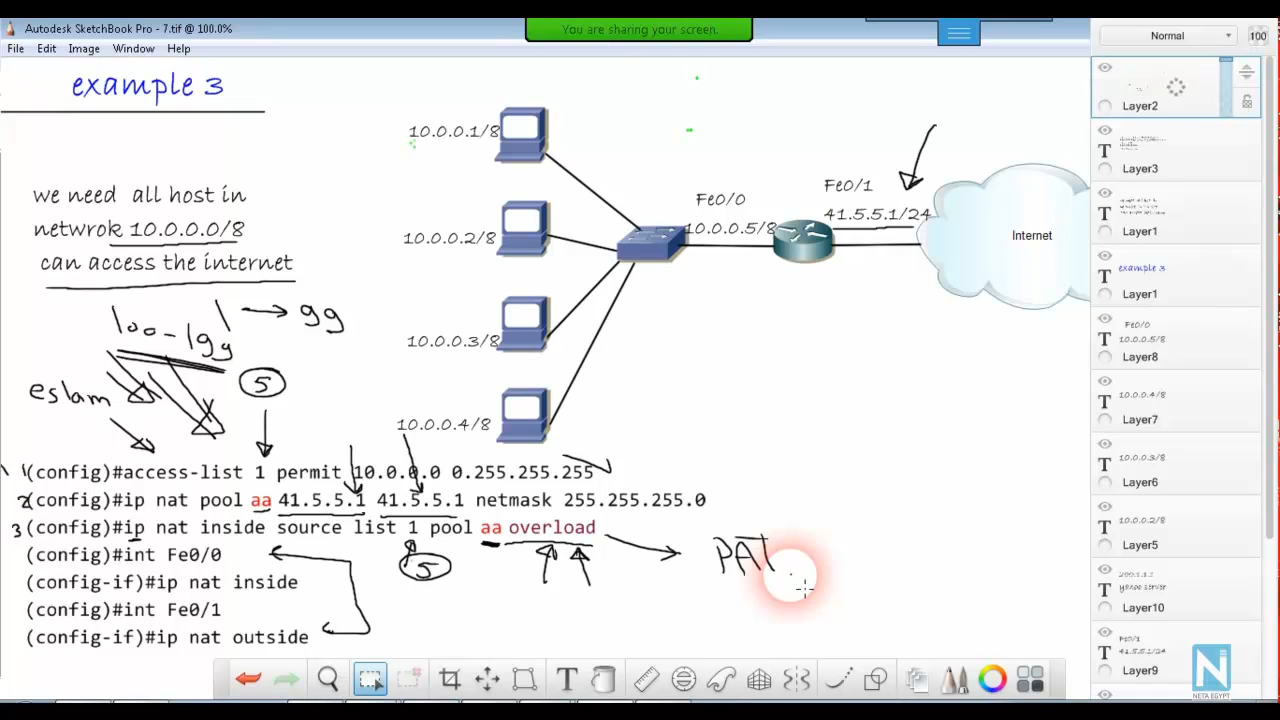 Autodesk SketchBook Pro - 7.tif @ 100.0%
You are sharing your screen.
File Edit Image Window Help
Normal
100
example 3
we need all host in
netwrok 10.0.0.0/8
can access the internet
100-199
1 → 99
5
eslam
10.0.0.1/8
10.0.0.2/8
10.0.0.3/8
10.0.0.4/8
Fe0/0
10.0.0.5/8
Fe0/1
41.5.5.1/24
Internet
1(config)#access-list 1 permit 10.0.0.0 0.255.255.255
2(config)#ip nat pool aa 41.5.5.1 41.5.5.1 netmask 255.255.255.0
3(config)#ip nat inside source list 1 pool aa overload
(config)#int Fe0/0
(config-if)#ip nat inside
(config)#int Fe0/1
(config-if)#ip nat outside
5
PAT
Layer2
Layer3
T
Layer1
T
example 3
Layer1
T
Fe0/0
10.0.0.5/8
Layer8
T
10.0.0.4/8
Layer7
T
10.0.0.3/8
Layer6
T
10.0.0.2/8
Layer5
T
yahoo server
Layer10
T
Fe0/1
41.5.5.1/24
Layer9
T
T
N
NETA EGYPT